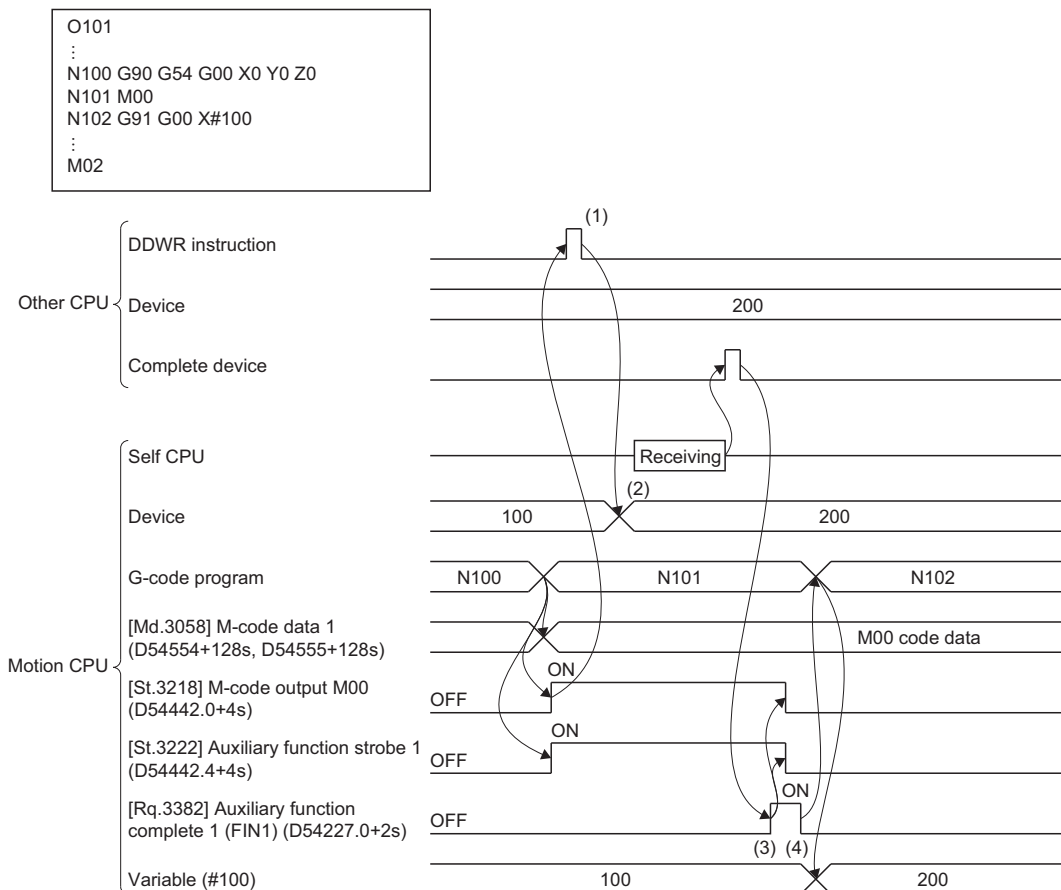 O101
⋮
N100 G90 G54 G00 X0 Y0 Z0
N101 M00
N102 G91 G00 X#100
⋮
M02
(1)
DDWR instruction
Other CPU
Device
200
Complete device
Self CPU
Receiving
(2)
Device
100
200
G-code program
N100
N101
N102
[Md.3058] M-code data 1
(D54554+128s, D54555+128s)
M00 code data
Motion CPU
ON
[St.3218] M-code output M00
(D54442.0+4s)
OFF
ON
[St.3222] Auxiliary function strobe 1
(D54442.4+4s)
OFF
ON
[Rq.3382] Auxiliary function
complete 1 (FIN1) (D54227.0+2s)
OFF
(3)
(4)
Variable (#100)
100
200